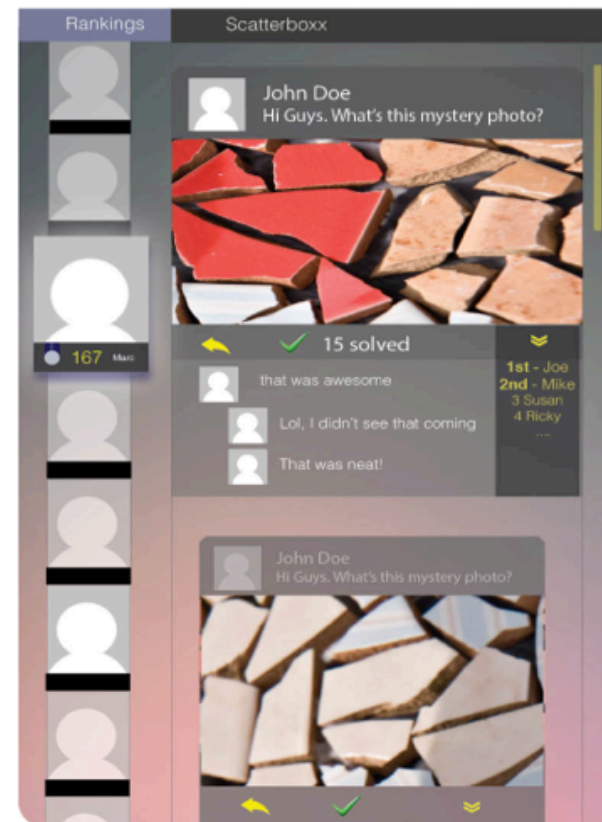 Rankings
Scatterboxx
John Doe
Hi Guys. What's this mystery photo?
167 Marc
15 solved
1st - Joe
2nd - Mike
3 Susan
4 Ricky
....
that was awesome
Lol, I didn't see that coming
That was neat!
John Doe
Hi Guys. What's this mystery photo?